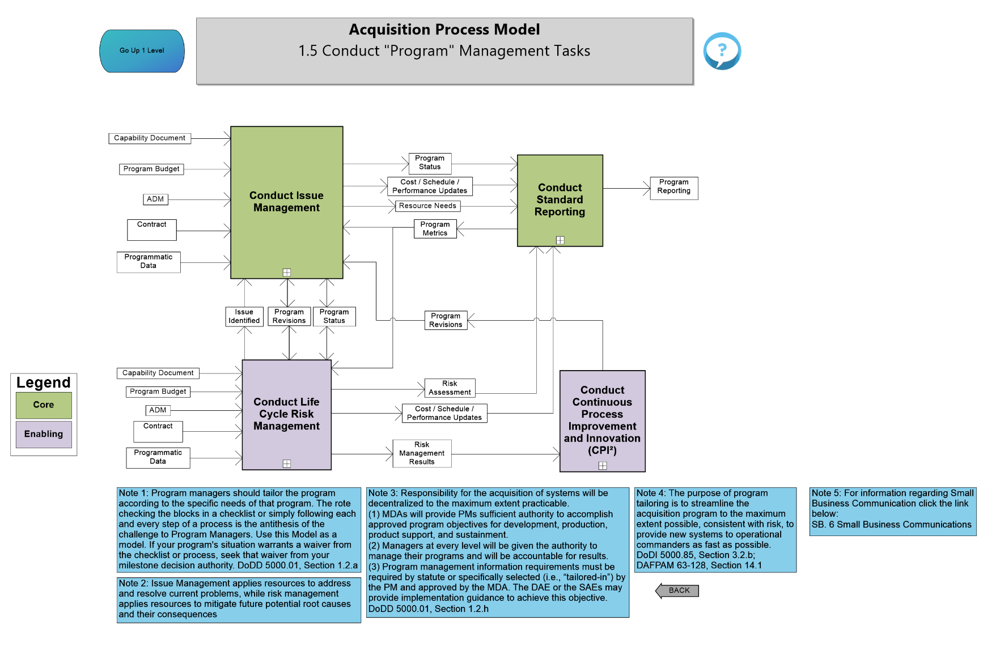 Acquisition Process Model
Go Up 1 Level
1.5 Conduct "Program" Management Tasks
?
Capability Document
Program Budget
ADM
Contract
Programmatic
Data
Conduct Issue
Management
Program
Status
Cost / Schedule /
Performance Updates
Resource Needs
Program
Metrics
Conduct
Standard
Reporting
Program
Reporting
Issue
Identified
Program
Revisions
Program
Status
Program
Revisions
Legend
Core
Enabling
Capability Document
Program Budget
ADM
Contract
Programmatic
Data
Conduct Life
Cycle Risk
Management
Risk
Assessment
Cost / Schedule /
Performance Updates
Risk
Management
Results
Conduct
Continuous
Process
Improvement
and Innovation
(CPI²)
Note 1: Program managers should tailor the program
according to the specific needs of that program. The rote
checking the blocks in a checklist or simply following each
and every step of a process is the antithesis of the
challenge to Program Managers. Use this Model as a
model. If your program's situation warrants a waiver from
the checklist or process, seek that waiver from your
milestone decision authority. DoDD 5000.01, Section 1.2.a
Note 2: Issue Management applies resources to address
and resolve current problems, while risk management
applies resources to mitigate future potential root causes
and their consequences
Note 3: Responsibility for the acquisition of systems will be
decentralized to the maximum extent practicable.
(1) MDAs will provide PMs sufficient authority to accomplish
approved program objectives for development, production,
product support, and sustainment.
(2) Managers at every level will be given the authority to
manage their programs and will be accountable for results.
(3) Program management information requirements must be
required by statute or specifically selected (i.e., “tailored-in”) by
the PM and approved by the MDA. The DAE or the SAEs may
provide implementation guidance to achieve this objective.
DoDD 5000.01, Section 1.2.h
Note 4: The purpose of program
tailoring is to streamline the
acquisition program to the maximum
extent possible, consistent with risk, to
provide new systems to operational
commanders as fast as possible.
DoDI 5000.85, Section 3.2.b;
DAFPAM 63-128, Section 14.1
Note 5: For information regarding Small
Business Communication click the link
below:
SB. 6 Small Business Communications
BACK